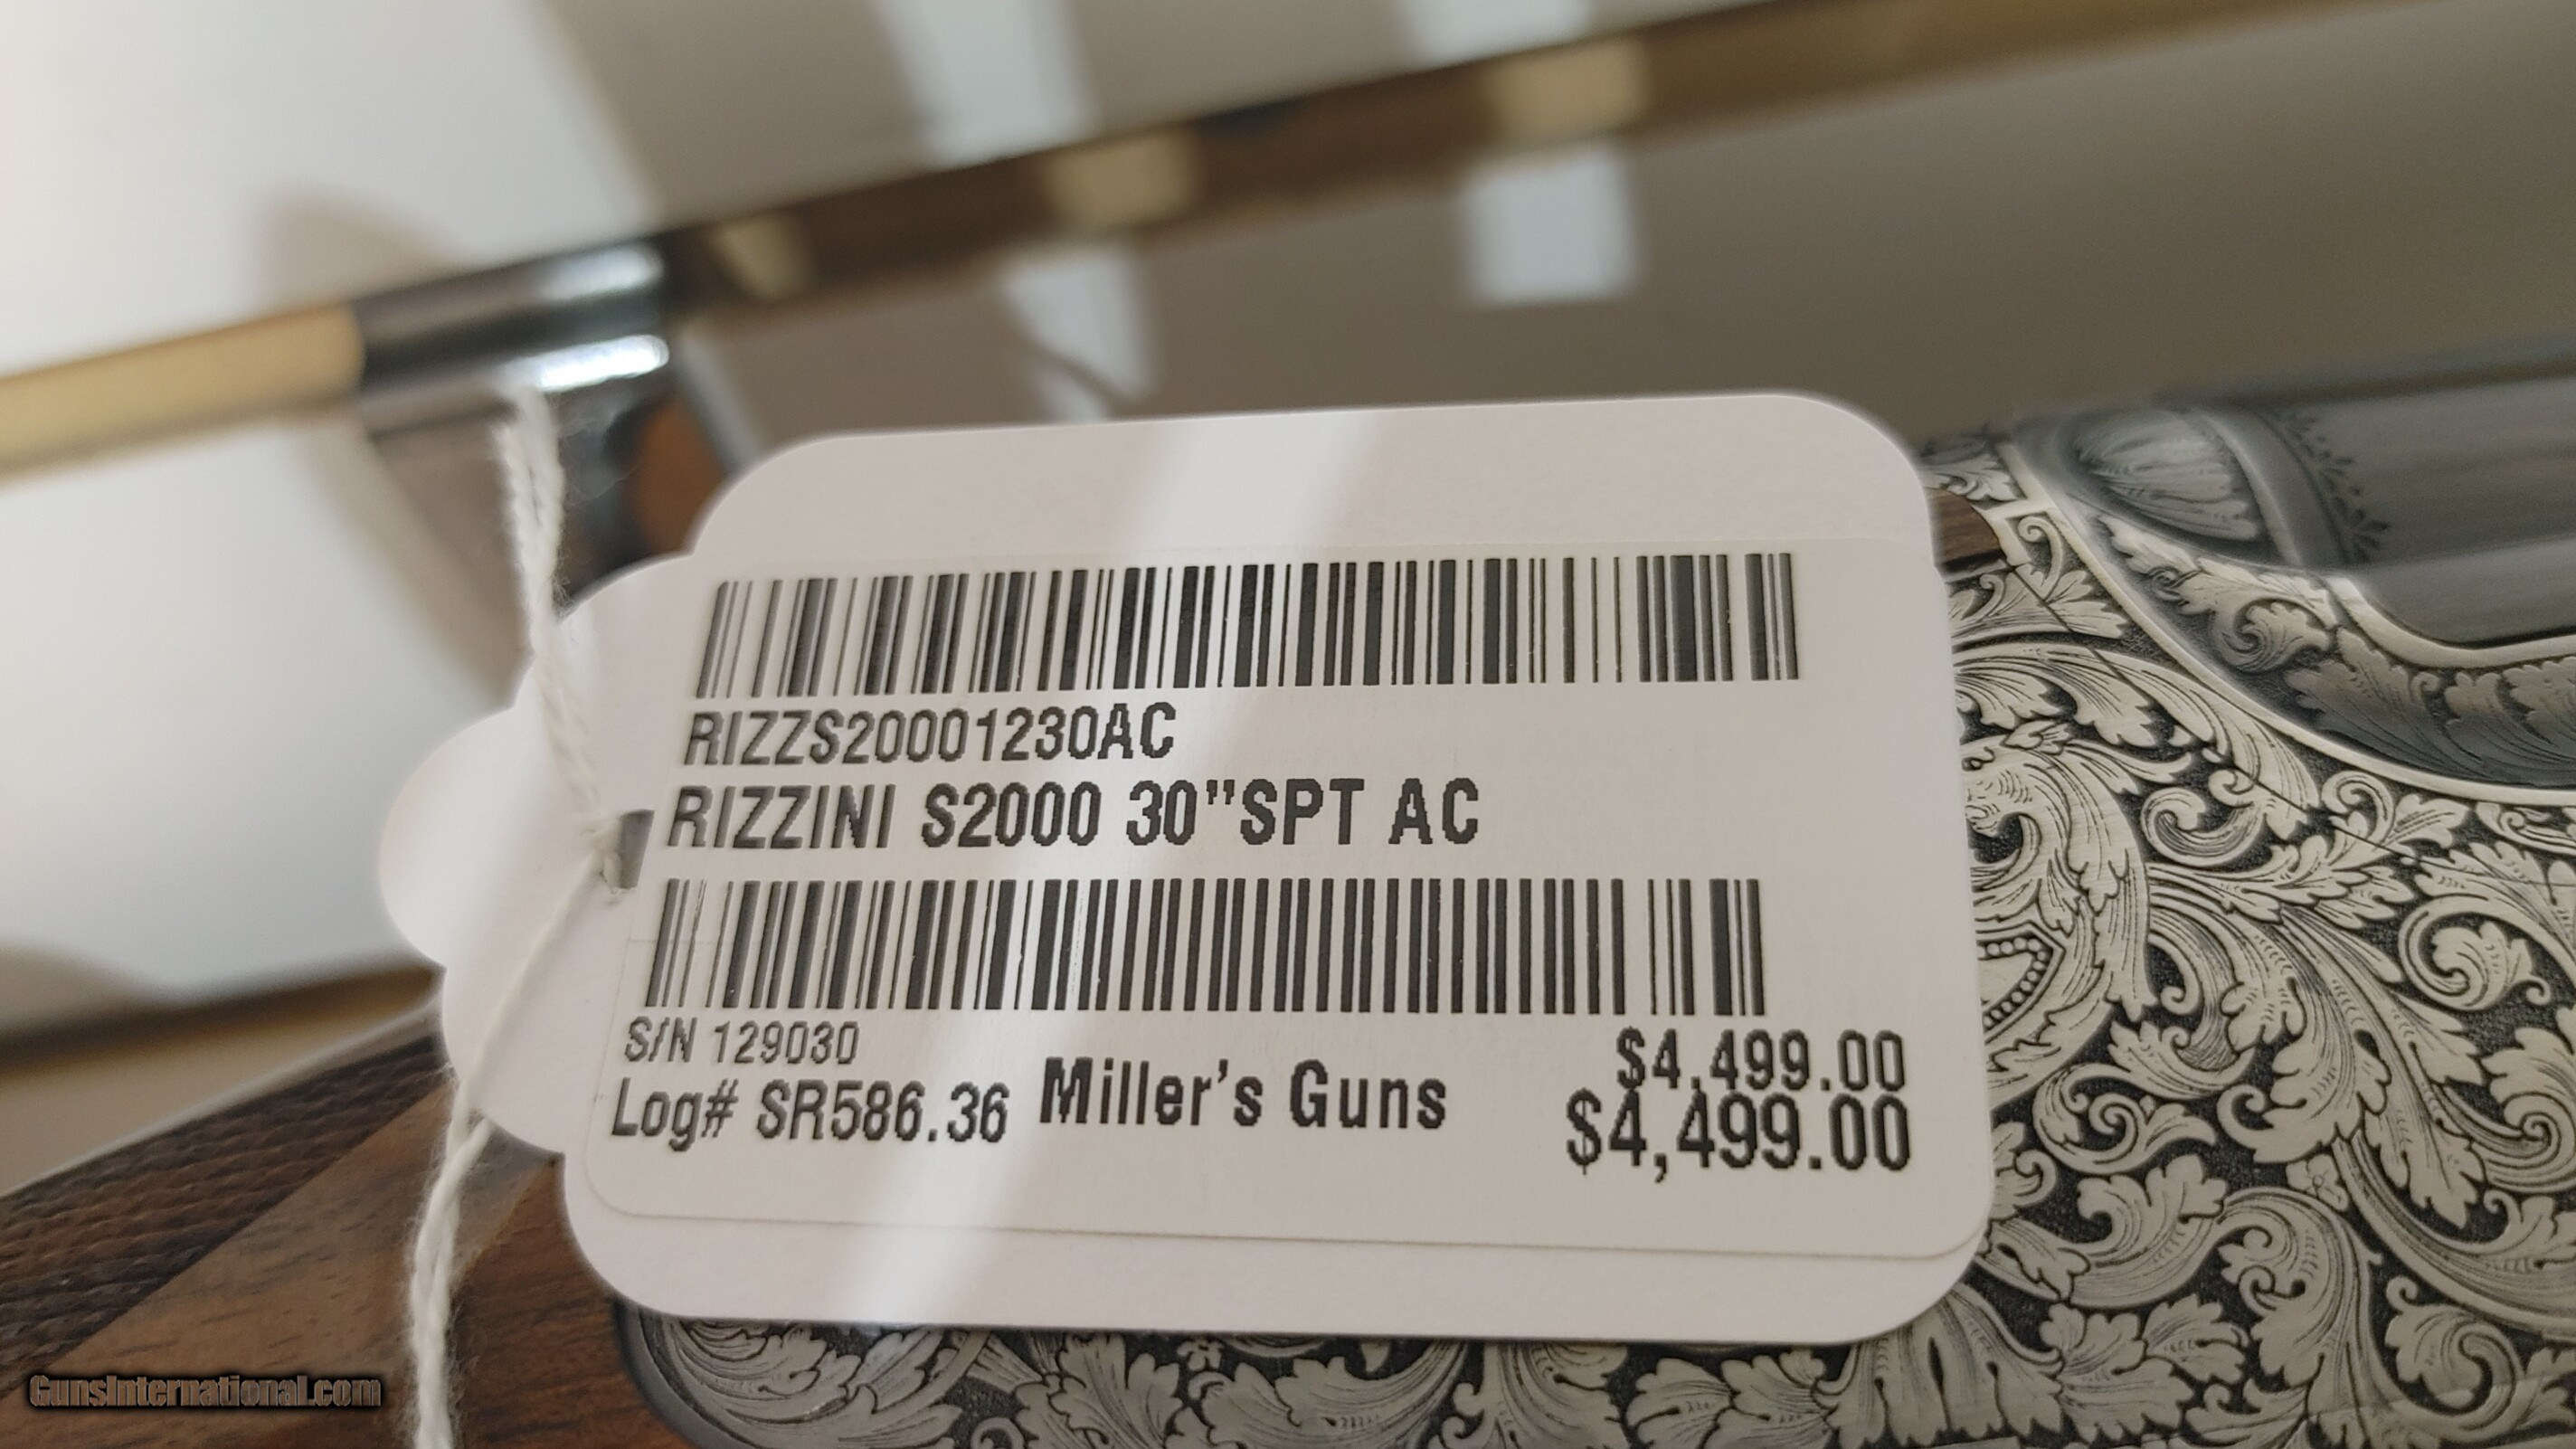 RIZZS20001230AC
RIZZINI S2000 30”SPT AC
S/N 129030
$4,499.00
Log# SR586.36 Miller's Guns
$4,499.00
GunsInternational.com